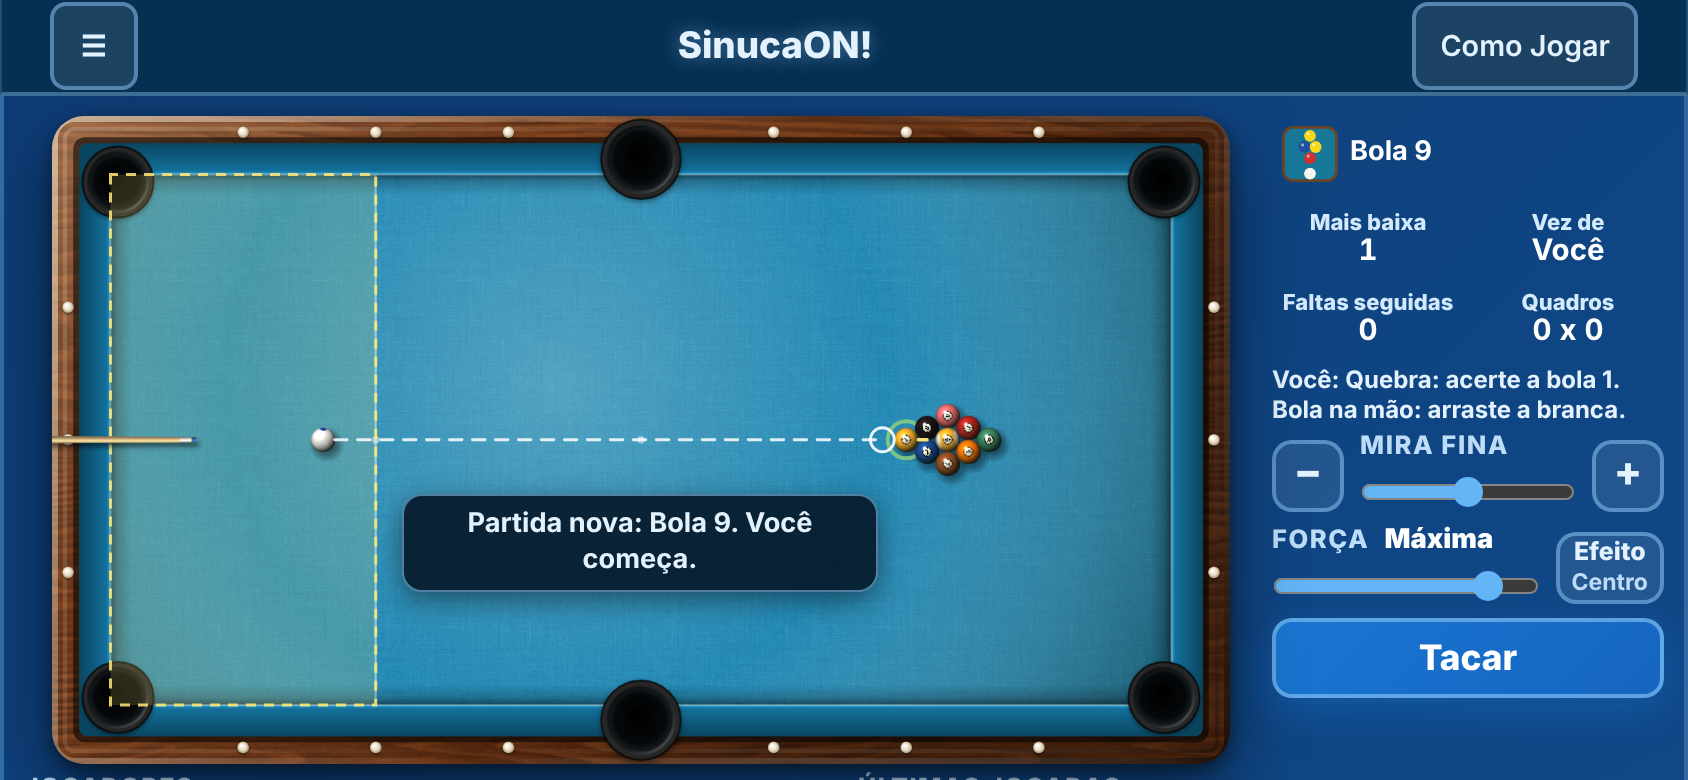 ☰
SinucaON!
Como Jogar
Bola 9
Mais baixa
1
Vez de
Você
Faltas seguidas
0
Quadros
0 x 0
Você: Quebra: acerte a bola 1.
Bola na mão: arraste a branca.
MIRA FINA
−
+
FORÇA Máxima
Efeito
Centro
Tacar
Partida nova: Bola 9. Você
começa.